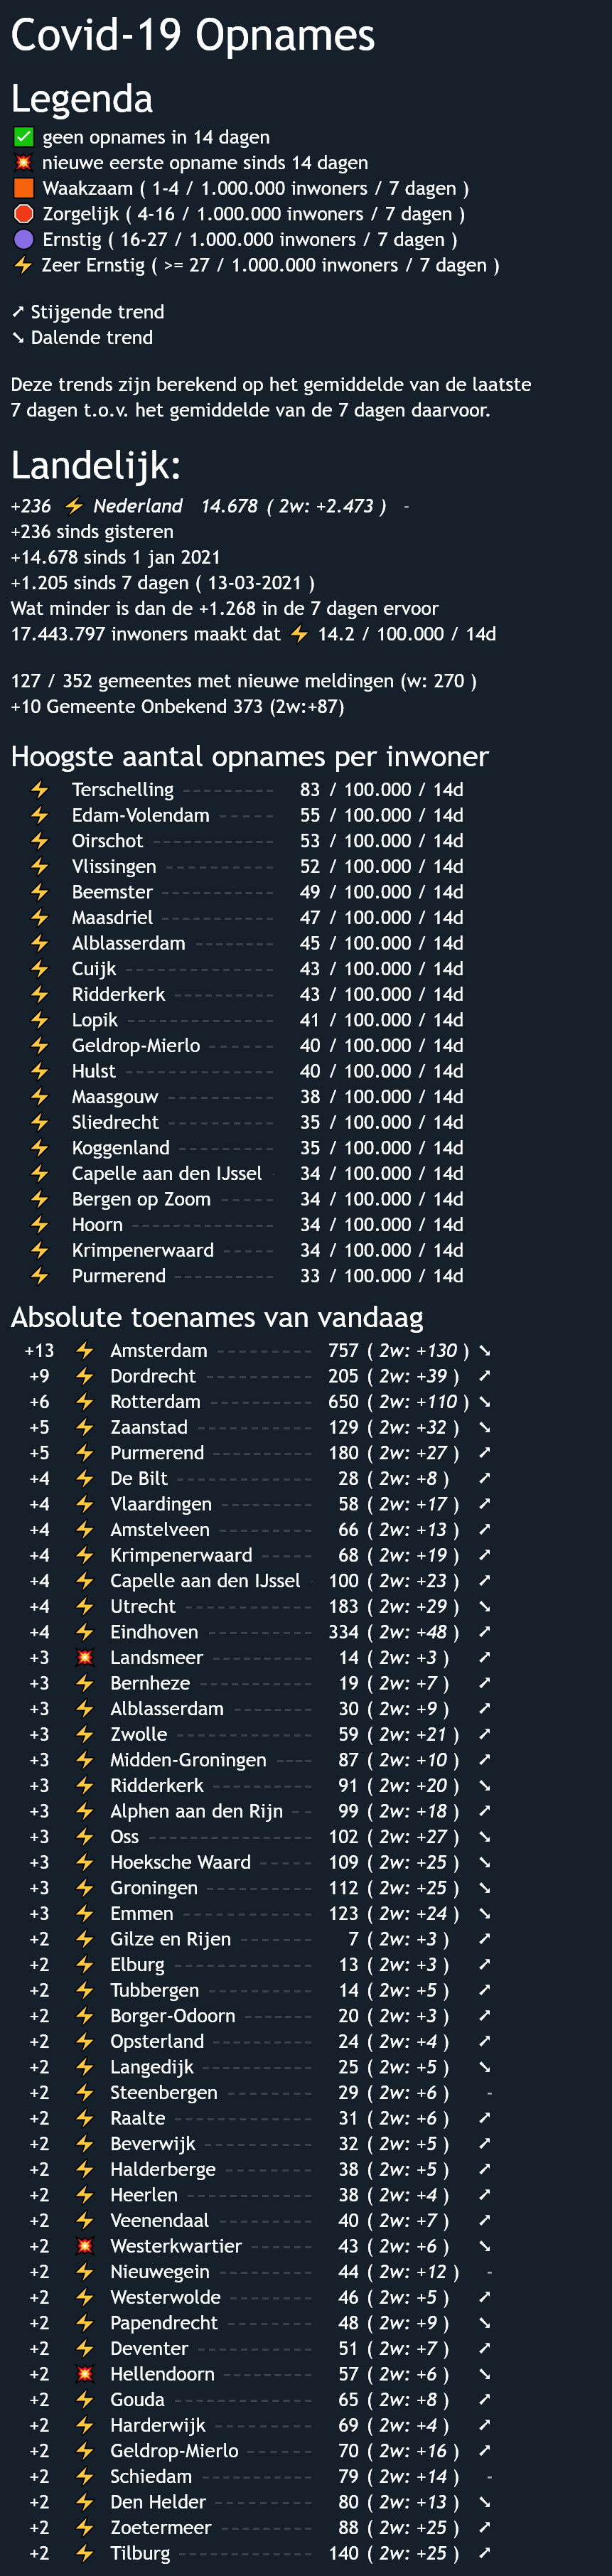 Covid-19 Opnames
Legenda
✅ geen opnames in 14 dagen
💥 nieuwe eerste opname sinds 14 dagen
🟧 Waakzaam ( 1-4 / 1.000.000 inwoners / 7 dagen )
🛑 Zorgelijk ( 4-16 / 1.000.000 inwoners / 7 dagen )
🟣 Ernstig ( 16-27 / 1.000.000 inwoners / 7 dagen )
⚡ Zeer Ernstig ( >= 27 / 1.000.000 inwoners / 7 dagen )
➚ Stijgende trend
➘ Dalende trend
Deze trends zijn berekend op het gemiddelde van de laatste
7 dagen t.o.v. het gemiddelde van de 7 dagen daarvoor.
Landelijk:
+236 ⚡ Nederland 14.678 ( 2w: +2.473 ) -
+236 sinds gisteren
+14.678 sinds 1 jan 2021
+1.205 sinds 7 dagen ( 13-03-2021 )
Wat minder is dan de +1.268 in de 7 dagen ervoor
17.443.797 inwoners maakt dat ⚡ 14.2 / 100.000 / 14d
127 / 352 gemeentes met nieuwe meldingen (w: 270 )
+10 Gemeente Onbekend 373 (2w:+87)
Hoogste aantal opnames per inwoner
⚡ Terschelling 83 / 100.000 / 14d
⚡ Edam-Volendam 55 / 100.000 / 14d
⚡ Oirschot 53 / 100.000 / 14d
⚡ Vlissingen 52 / 100.000 / 14d
⚡ Beemster 49 / 100.000 / 14d
⚡ Maasdriel 47 / 100.000 / 14d
⚡ Alblasserdam 45 / 100.000 / 14d
⚡ Cuijk 43 / 100.000 / 14d
⚡ Ridderkerk 43 / 100.000 / 14d
⚡ Lopik 41 / 100.000 / 14d
⚡ Geldrop-Mierlo 40 / 100.000 / 14d
⚡ Hulst 40 / 100.000 / 14d
⚡ Maasgouw 38 / 100.000 / 14d
⚡ Sliedrecht 35 / 100.000 / 14d
⚡ Koggenland 35 / 100.000 / 14d
⚡ Capelle aan den IJssel 34 / 100.000 / 14d
⚡ Bergen op Zoom 34 / 100.000 / 14d
⚡ Hoorn 34 / 100.000 / 14d
⚡ Krimpenerwaard 34 / 100.000 / 14d
⚡ Purmerend 33 / 100.000 / 14d
Absolute toenames van vandaag
+13 ⚡ Amsterdam 757 ( 2w: +130 ) ➘
+9 ⚡ Dordrecht 205 ( 2w: +39 ) ➚
+6 ⚡ Rotterdam 650 ( 2w: +110 ) ➘
+5 ⚡ Zaanstad 129 ( 2w: +32 ) ➘
+5 ⚡ Purmerend 180 ( 2w: +27 ) ➚
+4 ⚡ De Bilt 28 ( 2w: +8 ) ➚
+4 ⚡ Vlaardingen 58 ( 2w: +17 ) ➚
+4 ⚡ Amstelveen 66 ( 2w: +13 ) ➚
+4 ⚡ Krimpenerwaard 68 ( 2w: +19 ) ➚
+4 ⚡ Capelle aan den IJssel 100 ( 2w: +23 ) ➚
+4 ⚡ Utrecht 183 ( 2w: +29 ) ➘
+4 ⚡ Eindhoven 334 ( 2w: +48 ) ➚
+3 💥 Landsmeer 14 ( 2w: +3 ) ➚
+3 ⚡ Bernheze 19 ( 2w: +7 ) ➚
+3 ⚡ Alblasserdam 30 ( 2w: +9 ) ➚
+3 ⚡ Zwolle 59 ( 2w: +21 ) ➚
+3 ⚡ Midden-Groningen 87 ( 2w: +10 ) ➚
+3 ⚡ Ridderkerk 91 ( 2w: +20 ) ➘
+3 ⚡ Alphen aan den Rijn 99 ( 2w: +18 ) ➚
+3 ⚡ Oss 102 ( 2w: +27 ) ➘
+3 ⚡ Hoeksche Waard 109 ( 2w: +25 ) ➘
+3 ⚡ Groningen 112 ( 2w: +25 ) ➘
+3 ⚡ Emmen 123 ( 2w: +24 ) ➘
+2 ⚡ Gilze en Rijen 7 ( 2w: +3 ) ➚
+2 ⚡ Elburg 13 ( 2w: +3 ) ➚
+2 ⚡ Tubbergen 14 ( 2w: +5 ) ➚
+2 ⚡ Borger-Odoorn 20 ( 2w: +3 ) ➚
+2 ⚡ Opsterland 24 ( 2w: +4 ) ➚
+2 ⚡ Langedijk 25 ( 2w: +5 ) ➘
+2 ⚡ Steenbergen 29 ( 2w: +6 ) -
+2 ⚡ Raalte 31 ( 2w: +6 ) ➚
+2 ⚡ Beverwijk 32 ( 2w: +5 ) ➚
+2 ⚡ Halderberge 38 ( 2w: +5 ) ➚
+2 ⚡ Heerlen 38 ( 2w: +4 ) ➚
+2 ⚡ Veenendaal 40 ( 2w: +7 ) ➚
+2 💥 Westerkwartier 43 ( 2w: +6 ) ➘
+2 ⚡ Nieuwegein 44 ( 2w: +12 ) -
+2 ⚡ Westerwolde 46 ( 2w: +5 ) ➚
+2 ⚡ Papendrecht 48 ( 2w: +9 ) ➘
+2 ⚡ Deventer 51 ( 2w: +7 ) ➚
+2 💥 Hellendoorn 57 ( 2w: +6 ) ➘
+2 ⚡ Gouda 65 ( 2w: +8 ) ➚
+2 ⚡ Harderwijk 69 ( 2w: +4 ) ➚
+2 ⚡ Geldrop-Mierlo 70 ( 2w: +16 ) ➚
+2 ⚡ Schiedam 79 ( 2w: +14 ) -
+2 ⚡ Den Helder 80 ( 2w: +13 ) ➘
+2 ⚡ Zoetermeer 88 ( 2w: +25 ) ➚
+2 ⚡ Tilburg 140 ( 2w: +25 ) ➚